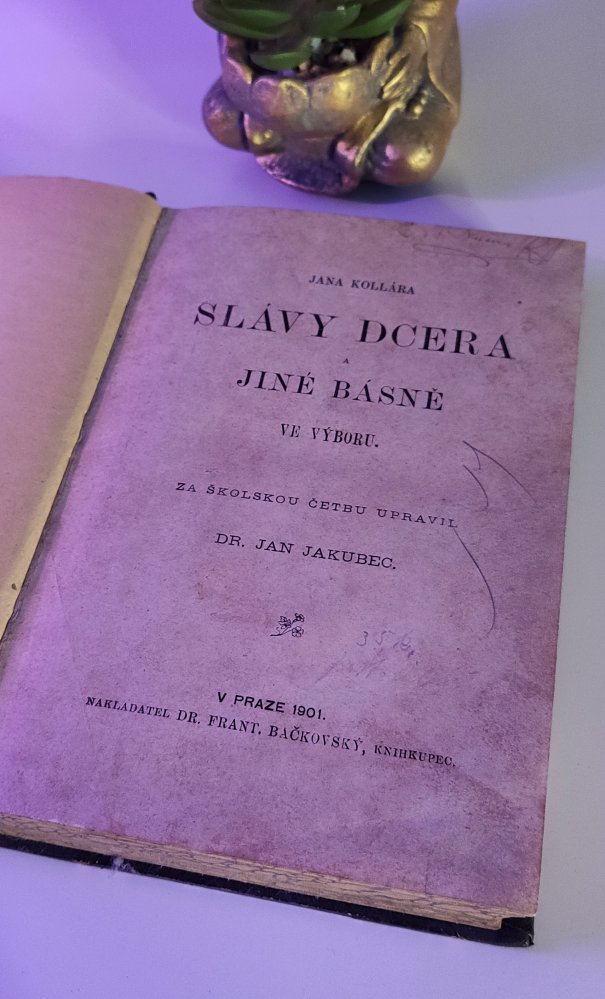 JANA KOLLÁRA
SLÁVY DCERA
A
JINÉ BÁSNĚ
VE VÝBORU.
ZA ŠKOLSKOU ČETBU UPRAVIL
DR. JAN JAKUBEC.
V PRAZE 1901.
NAKLADATEL DR. FRANT. BAČKOVSKÝ, KNIHKUPEC.